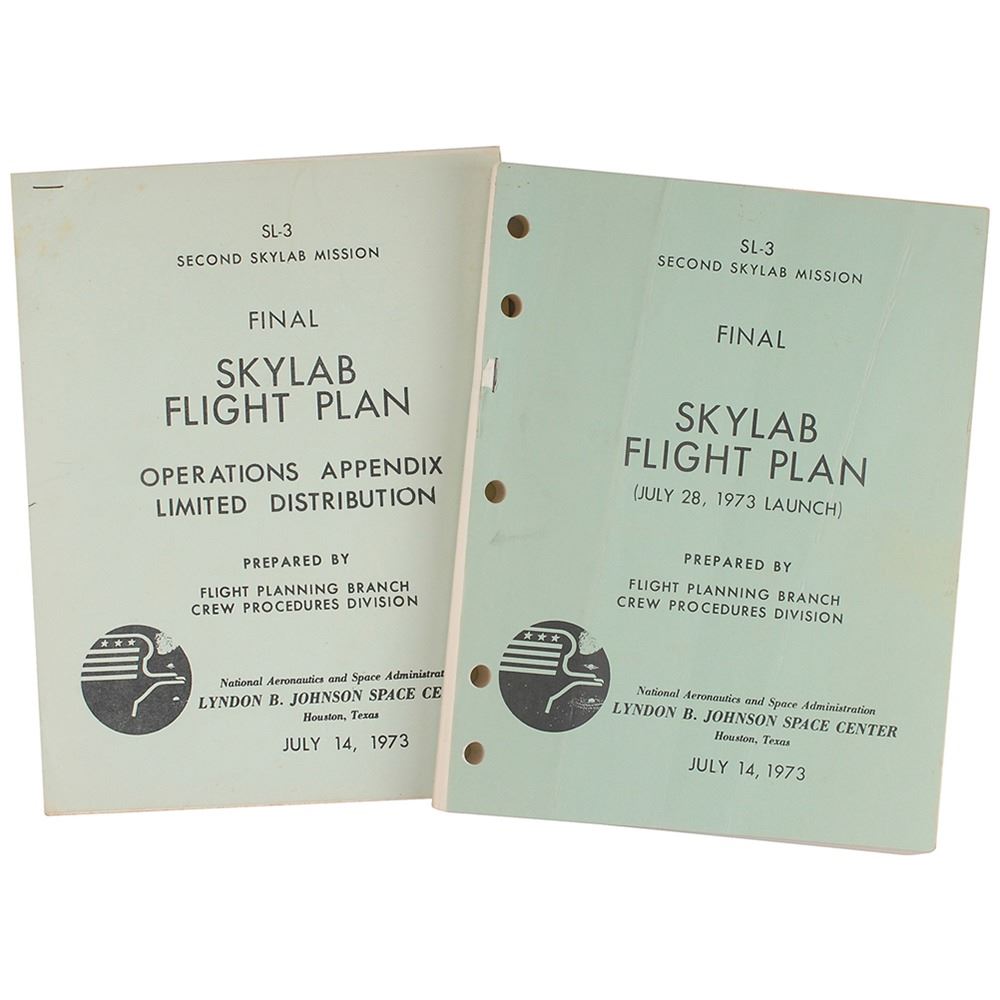 SL-3
SECOND SKYLAB MISSION
FINAL
SKYLAB
FLIGHT PLAN
OPERATIONS APPENDIX
LIMITED DISTRIBUTION
PREPARED BY
FLIGHT PLANNING BRANCH
CREW PROCEDURES DIVISION
National Aeronautics and Space Administrat
LYNDON B. JOHNSON SPACE CE
Houston, Texas
JULY 14, 1973
SL-3
SECOND SKYLAB MISSION
FINAL
SKYLAB
FLIGHT PLAN
(JULY 28, 1973 LAUNCH)
PREPARED BY
FLIGHT PLANNING BRANCH
CREW PROCEDURES DIVISION
National Aeronautics and Space Administration
LYNDON B. JOHNSON SPACE CENTER
Houston, Texas
JULY 14, 1973